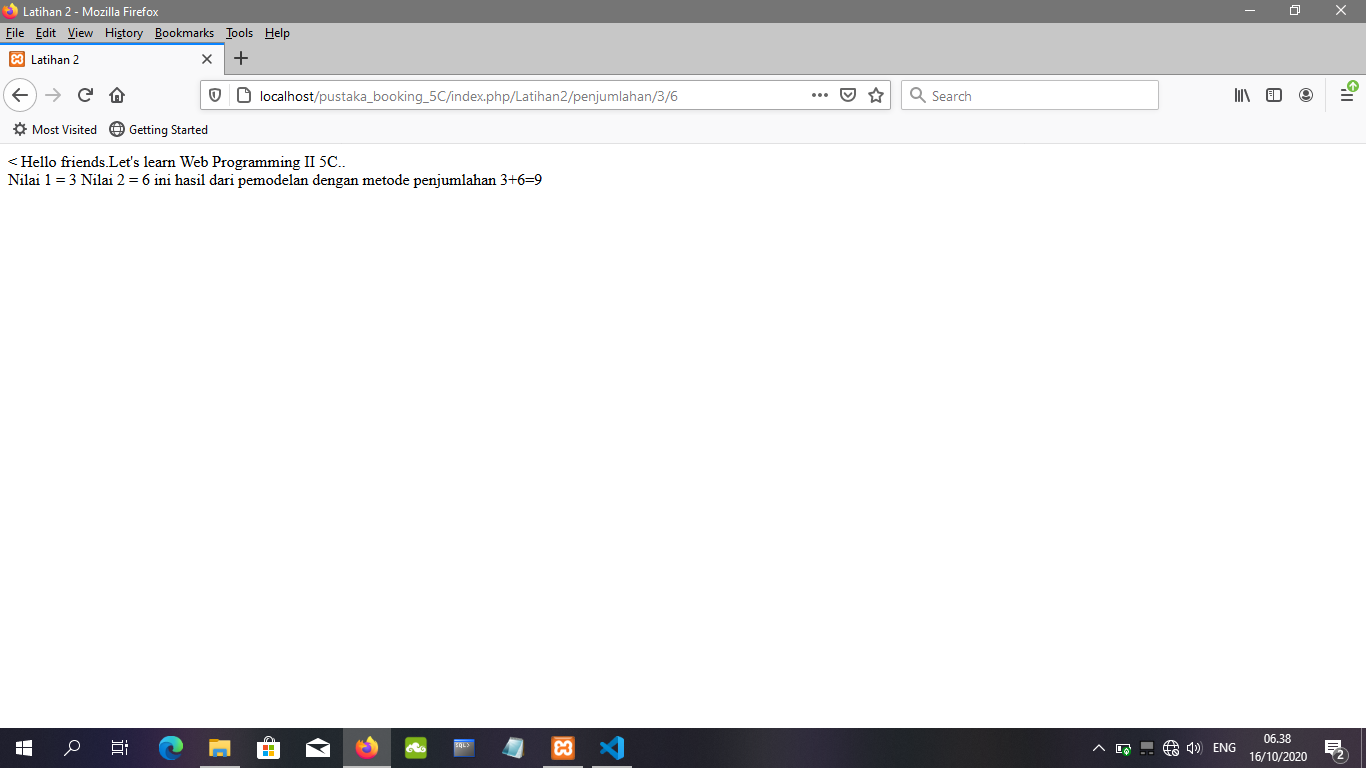 Latihan 2 - Mozilla Firefox
File Edit View History Bookmarks Tools Help
Latihan 2
localhost/pustaka_booking_5C/index.php/Latihan2/penjumlahan/3/6
Search
Most Visited Getting Started
< Hello friends.Let's learn Web Programming II 5C..
Nilai 1 = 3 Nilai 2 = 6 ini hasil dari pemodelan dengan metode penjumlahan 3+6=9
SQL>
ENG
06.38
16/10/2020
2